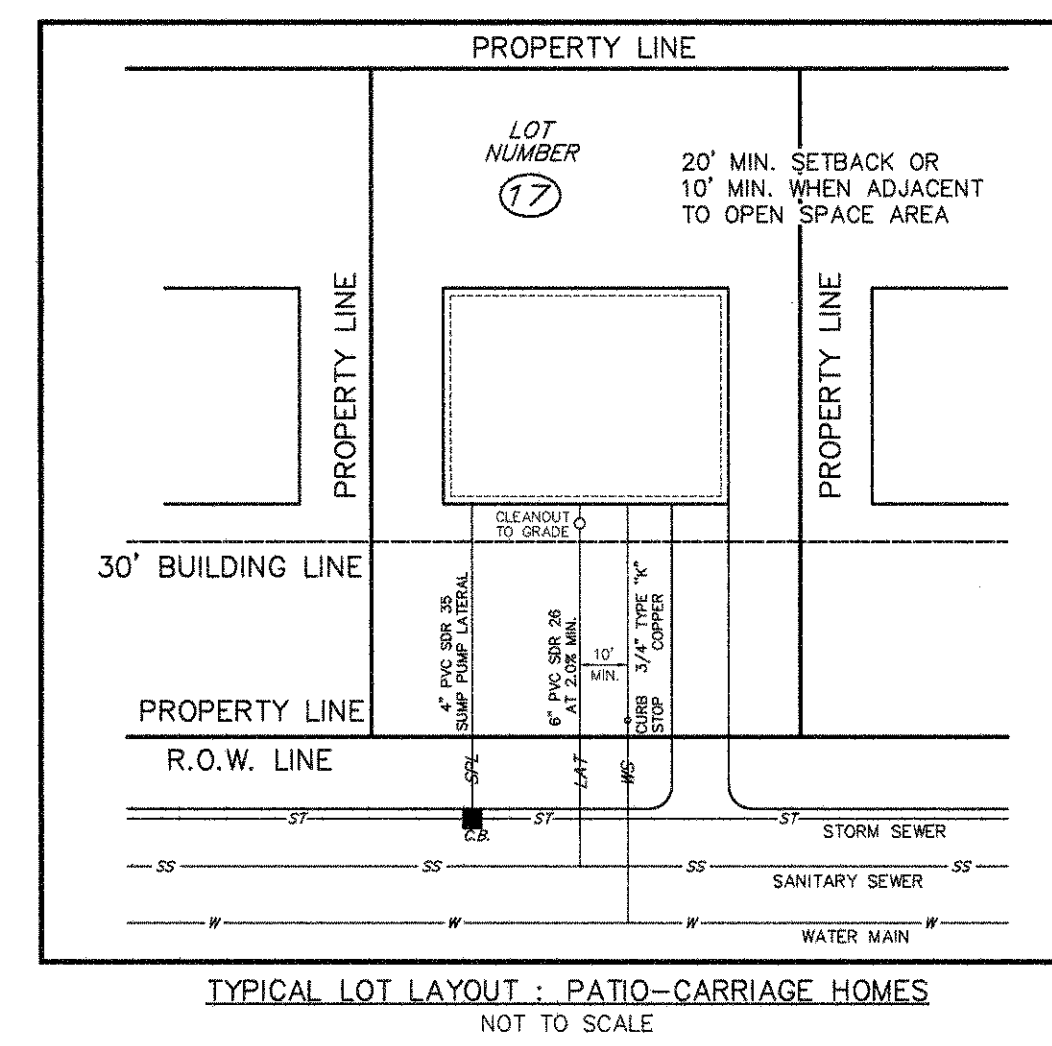 PROPERTY LINE
LOT
NUMBER
17
20' MIN. SETBACK OR
10' MIN. WHEN ADJACENT
TO OPEN SPACE AREA
PROPERTY LINE
PROPERTY LINE
CLEANOUT
TO GRADE
30' BUILDING LINE
4" PVC SDR 35
SUMP PUMP LATERAL
6" PVC SDR 26
AT 2.0% MIN.
10'
MIN.
3/4" TYPE "K"
COPPER
CURB
STOP
PROPERTY LINE
R.O.W. LINE
SPL
LAT
WS
ST ST ST
C.B.
STORM SEWER
SS SS SS SS
SANITARY SEWER
W W W W
WATER MAIN
TYPICAL LOT LAYOUT : PATIO-CARRIAGE HOMES
NOT TO SCALE